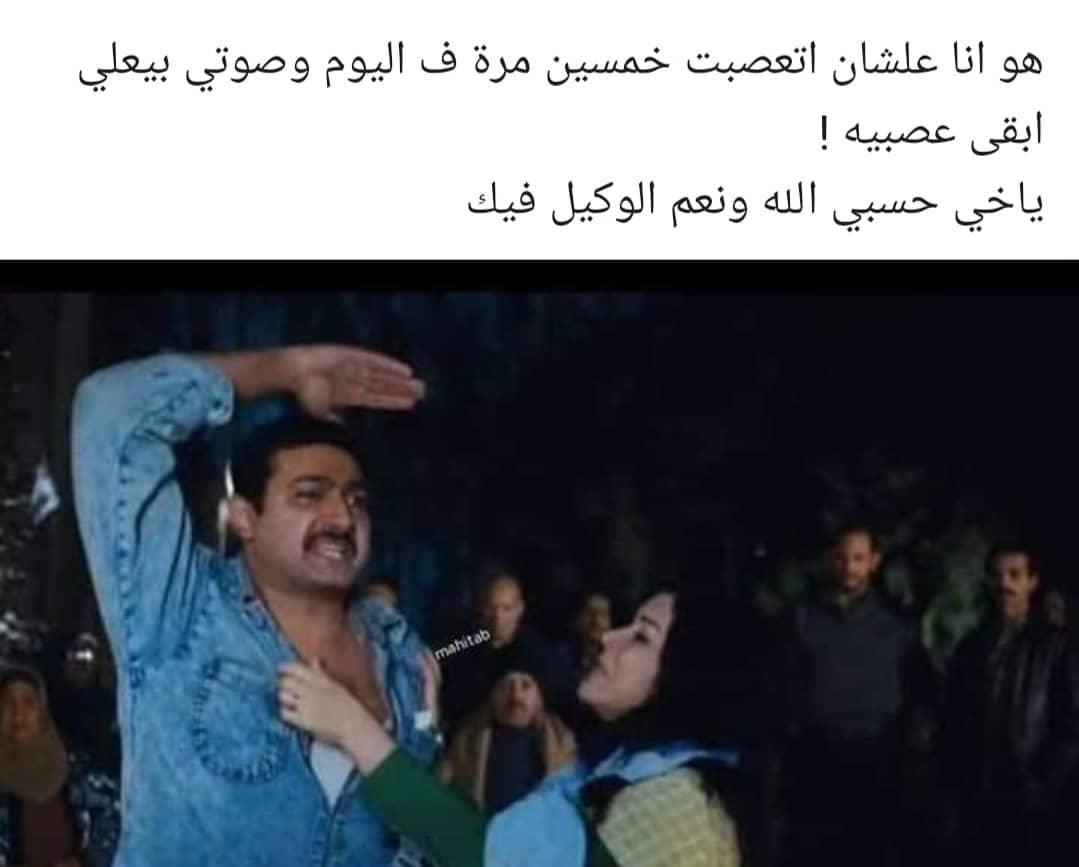 هو انا علشان اتعصبت خمسين مرة ف اليوم وصوتي بيعلي
ابقى عصبيه !
ياخي حسبي الله ونعم الوكيل فيك
mahitab